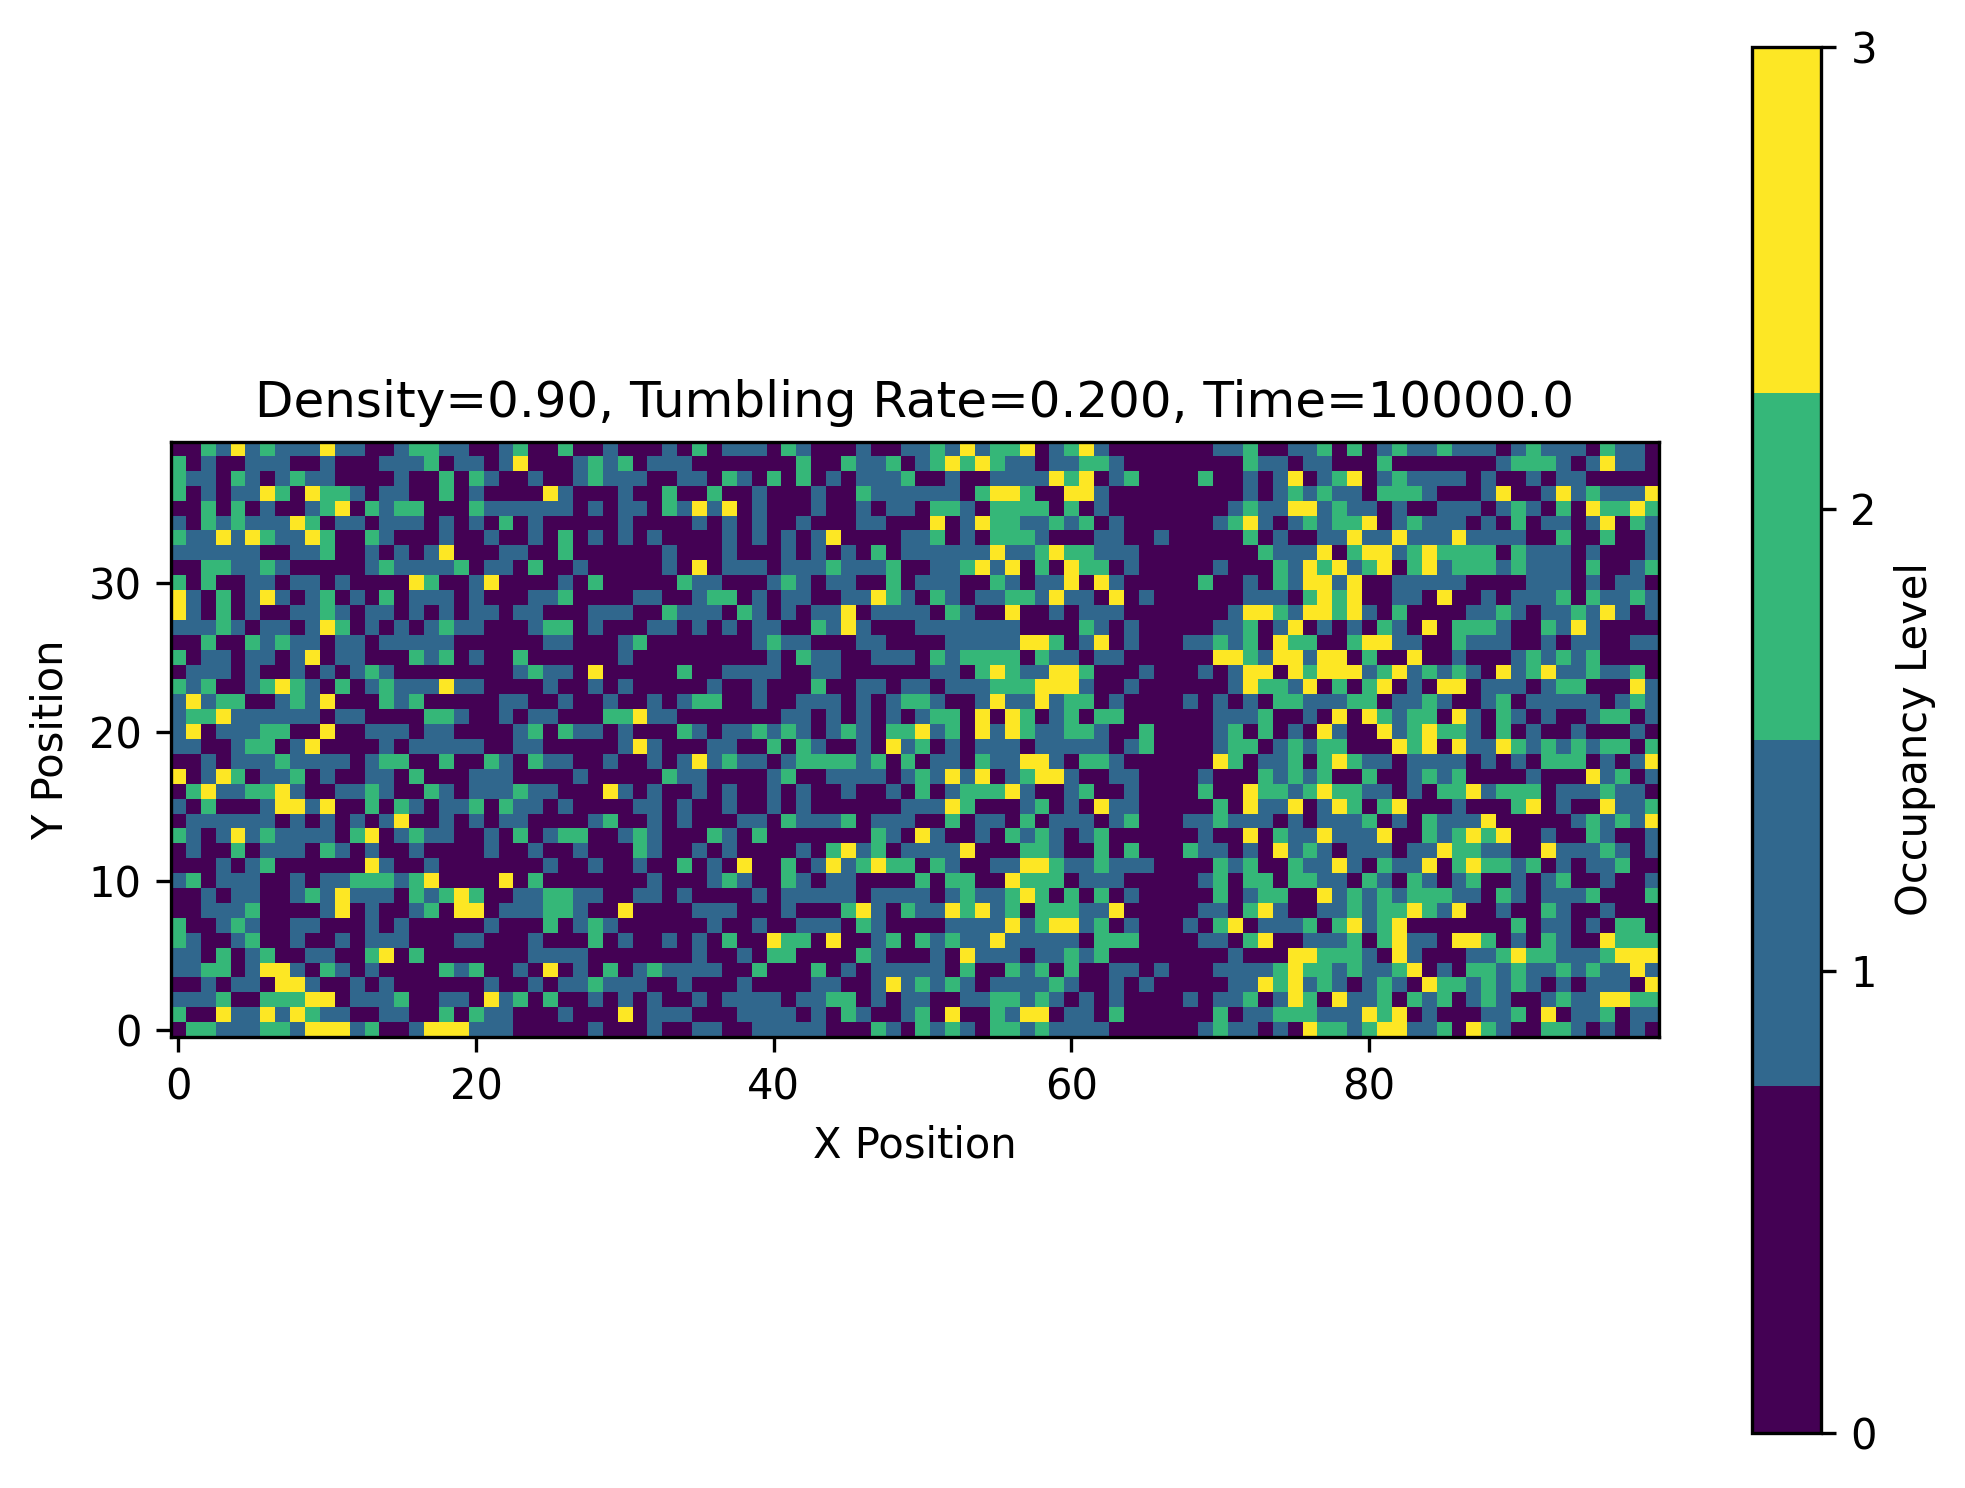 Density=0.90, Tumbling Rate=0.200, Time=10000.0
Y Position
30
20
10
0
0 20 40 60 80
X Position
3
2
1
0
Occupancy Level